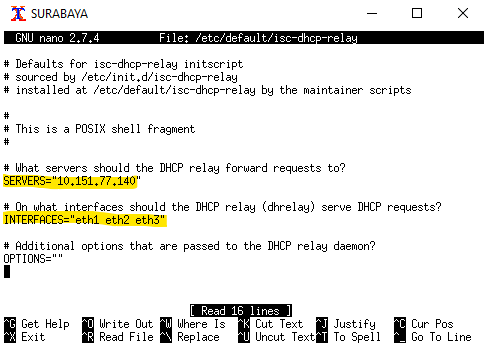 SURABAYA
GNU nano 2.7.4 File: /etc/default/isc-dhcp-relay
# Defaults for isc-dhcp-relay initscript
# sourced by /etc/init.d/isc-dhcp-relay
# installed at /etc/default/isc-dhcp-relay by the maintainer scripts
#
# This is a POSIX shell fragment
#
# What servers should the DHCP relay forward requests to?
SERVERS="10.151.77.140"
# On what interfaces should the DHCP relay (dhrelay) serve DHCP requests?
INTERFACES="eth1 eth2 eth3"
# Additional options that are passed to the DHCP relay daemon?
OPTIONS=""
[ Read 16 lines ]
^G Get Help ^O Write Out ^W Where Is ^K Cut Text ^J Justify ^C Cur Pos
^X Exit ^R Read File ^\ Replace ^U Uncut Text ^T To Spell ^_ Go To Line